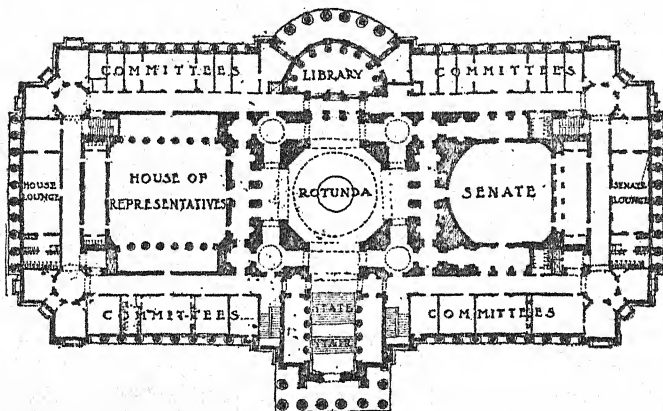 COMMITTEES
LIBRARY
COMMITTEES
HOUSE
LOUNGE
HOUSE OF
REPRESENTATIVES
ROTUNDA
SENATE
SENATE
LOUNGE
COMMITTEES
STATE
STAIR
COMMITTEES